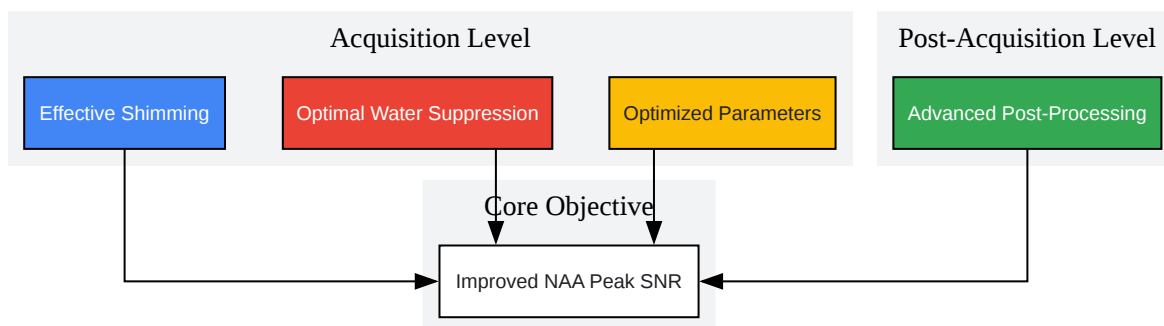 Acquisition Level
Post-Acquisition Level
Effective Shimming
Optimal Water Suppression
Optimized Parameters
Advanced Post-Processing
Core Objective
Improved NAA Peak SNR